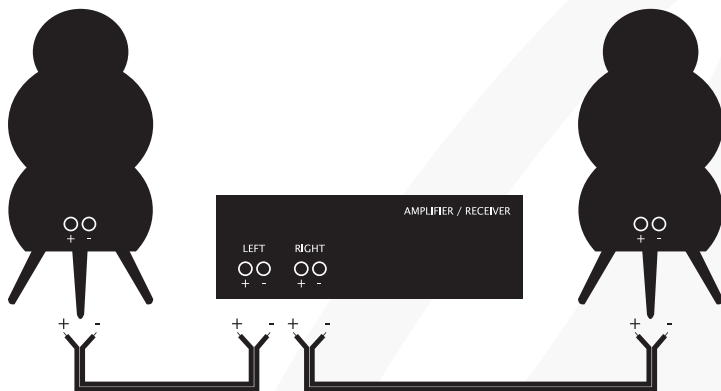 AMPLIFIER / RECEIVER
LEFT RIGHT
+ - + - + - + -
+ - + - + - + -